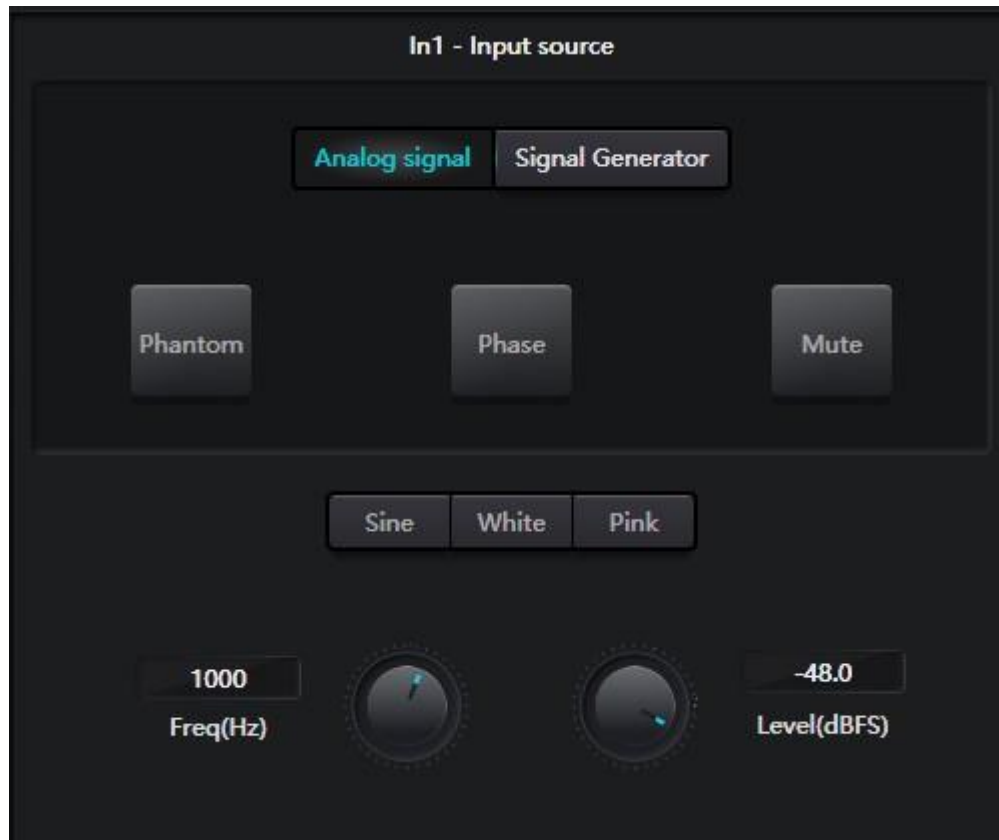 In1 - Input source
Analog signal Signal Generator
Phantom Phase Mute
Sine White Pink
1000 -48.0
Freq(Hz) Level(dBFS)